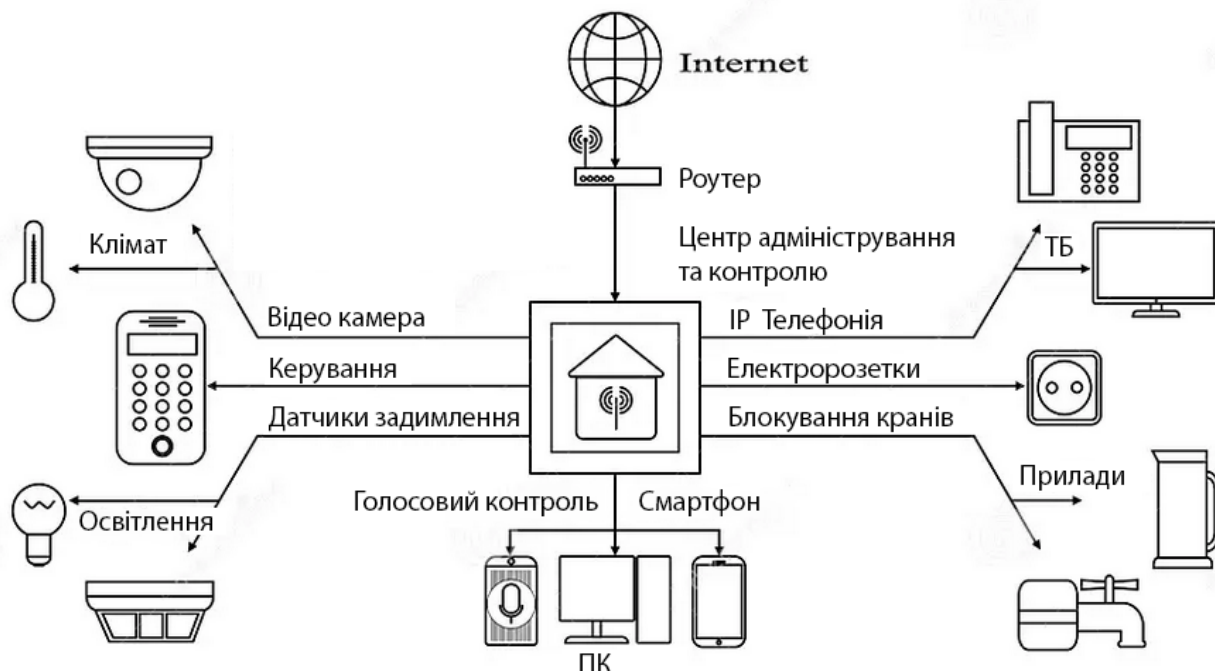 Internet
Роутер
Центр адміністрування
та контролю
Клімат
ТБ
Відео камера
IP Телефонія
Керування
Електророзетки
Датчики задимлення
Блокування кранів
Освітлення
Голосовий контроль
Смартфон
Прилади
ПК